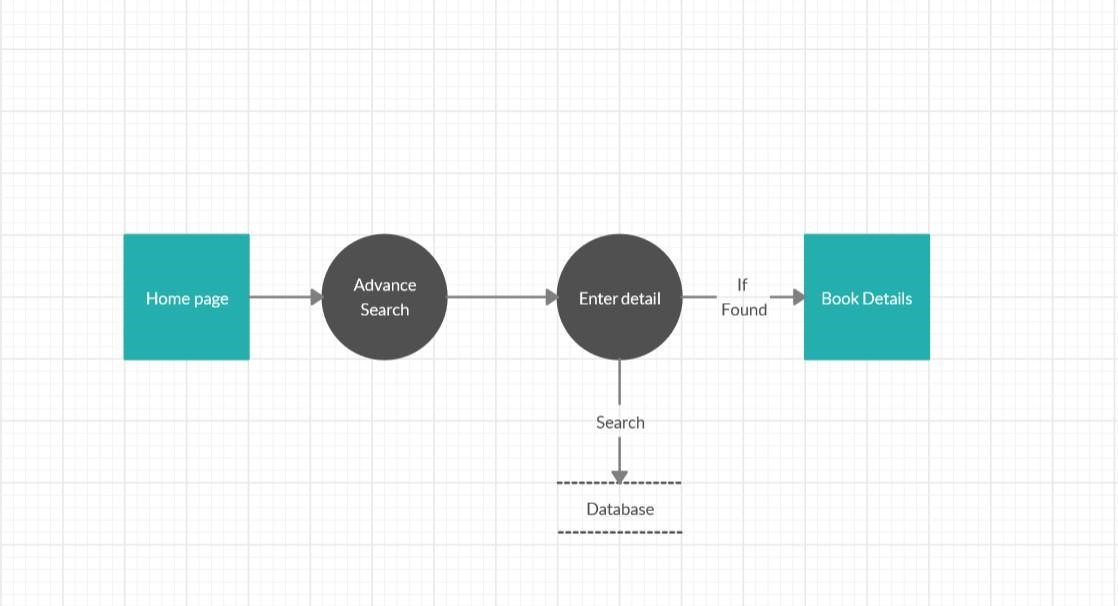 Home page
Advance
Search
Enter detail
If
Found
Book Details
Search
Database